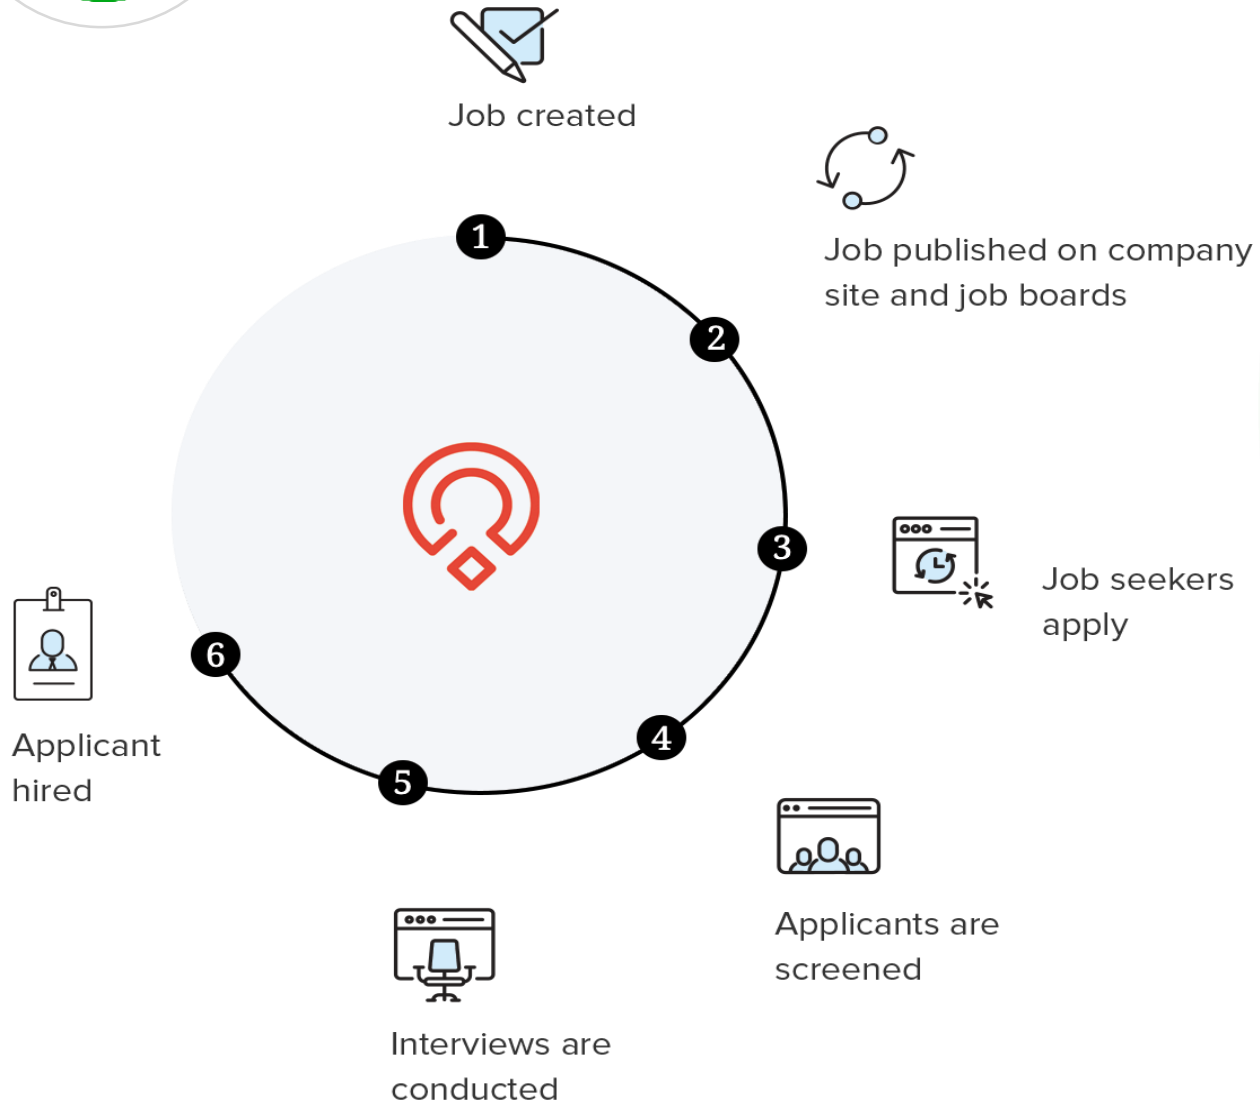 Job created
1
2
Job published on company
site and job boards
3
Job seekers
apply
4
Applicants are
screened
5
Interviews are
conducted
6
Applicant
hired